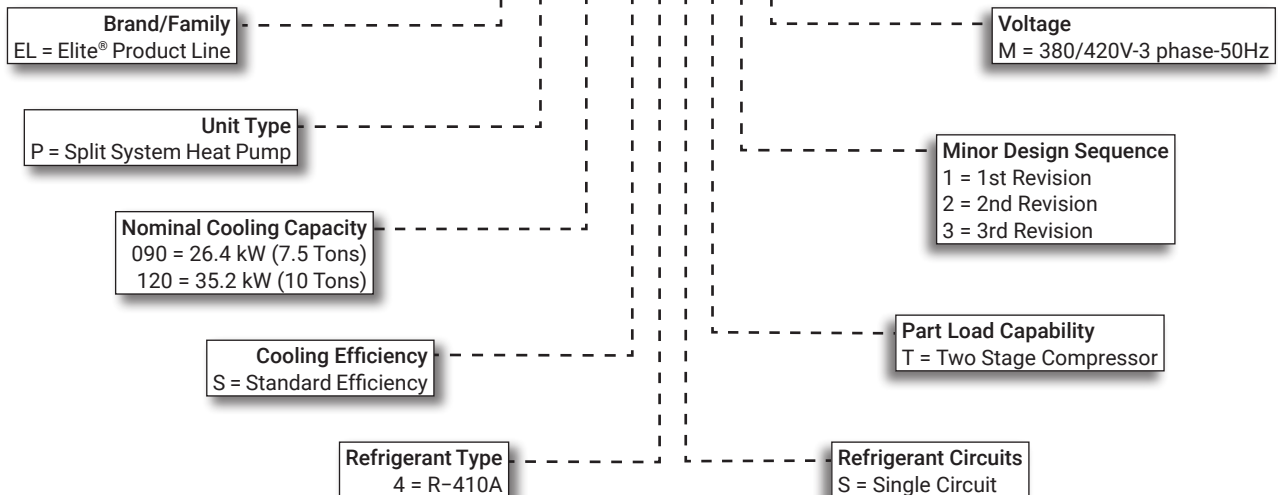 Brand/Family
EL = Elite® Product Line
Voltage
M = 380/420V-3 phase-50Hz
Unit Type
P = Split System Heat Pump
Minor Design Sequence
1 = 1st Revision
2 = 2nd Revision
3 = 3rd Revision
Nominal Cooling Capacity
090 = 26.4 kW (7.5 Tons)
120 = 35.2 kW (10 Tons)
Part Load Capability
T = Two Stage Compressor
Cooling Efficiency
S = Standard Efficiency
Refrigerant Type
4 = R−410A
Refrigerant Circuits
S = Single Circuit